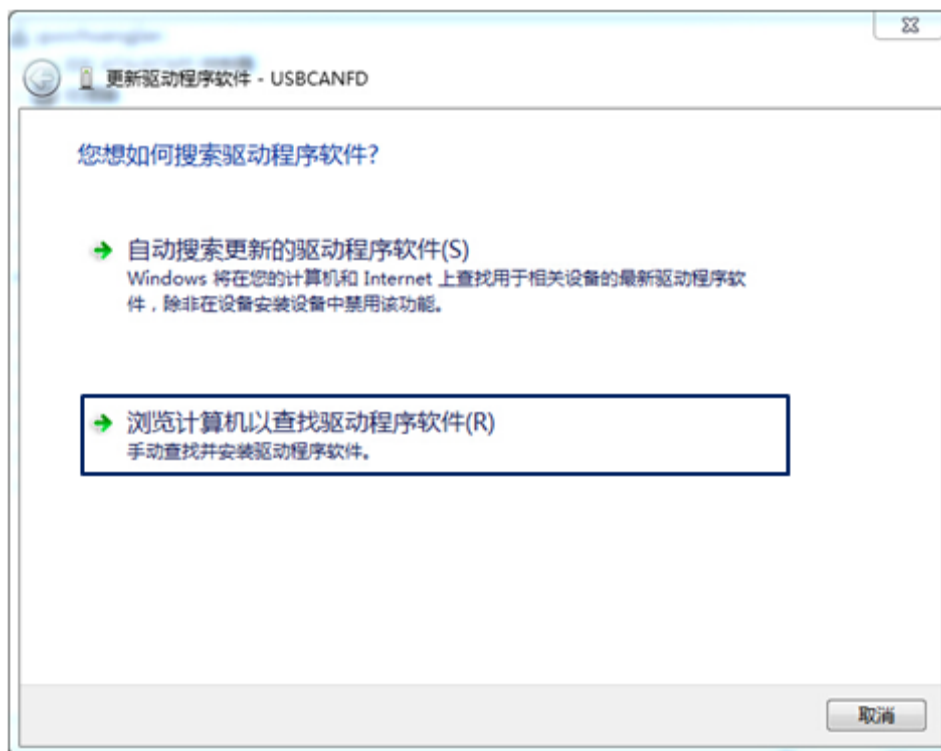 更新驱动程序软件 - USBCANFD
您想如何搜索驱动程序软件?
自动搜索更新的驱动程序软件(S)
Windows 将在您的计算机和 Internet 上查找用于相关设备的最新驱动程序软
件，除非在设备安装设备中禁用该功能。
浏览计算机以查找驱动程序软件(R)
手动查找并安装驱动程序软件。
取消